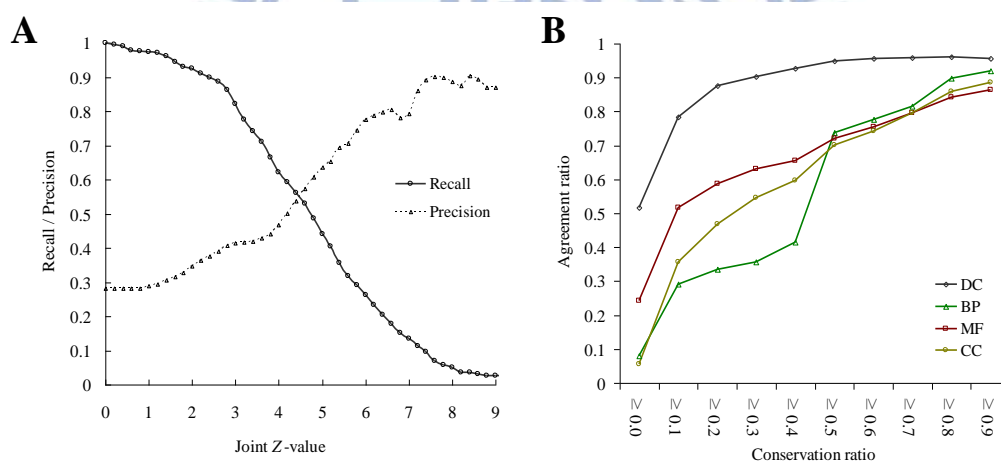 A
Recall / Precision
1
0.9
0.8
0.7
0.6
0.5
0.4
0.3
0.2
0.1
0
0 1 2 3 4 5 6 7 8 9
Joint Z-value
Recall
Precision
B
Agreement ratio
1
0.9
0.8
0.7
0.6
0.5
0.4
0.3
0.2
0.1
0
≥ 0.0
≥ 0.1
≥ 0.2
≥ 0.3
≥ 0.4
≥ 0.5
≥ 0.6
≥ 0.7
≥ 0.8
≥ 0.9
Conservation ratio
DC
BP
MF
CC